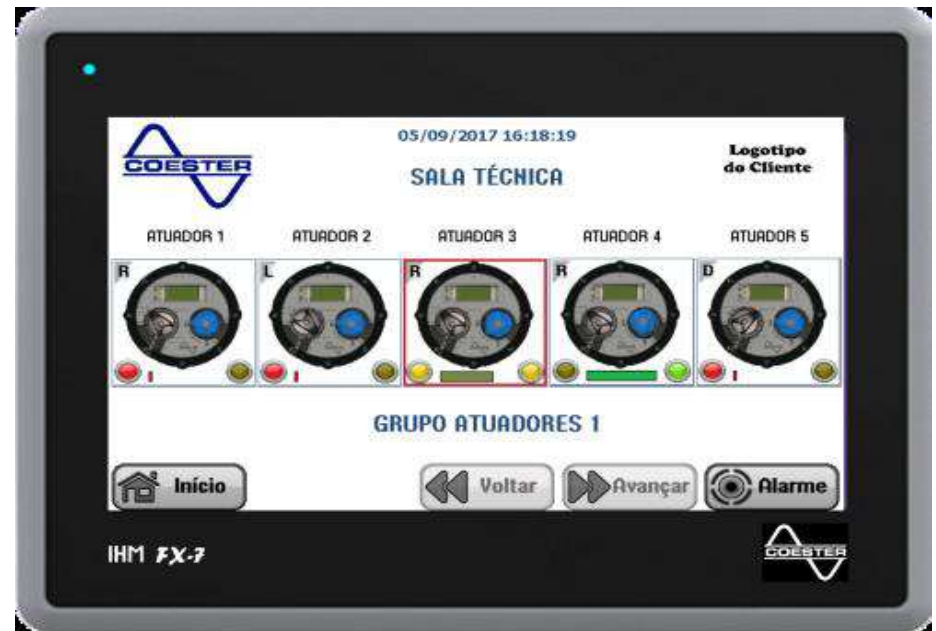 05/09/2017 16:18:19
COESTER
SALA TÉCNICA
Logotipo
do Cliente
ATUADOR 1
ATUADOR 2
ATUADOR 3
ATUADOR 4
ATUADOR 5
R
L
R
R
D
GRUPO ATUADORES 1
Início
Voltar
Avançar
Alarme
IHM FX-7
COESTER